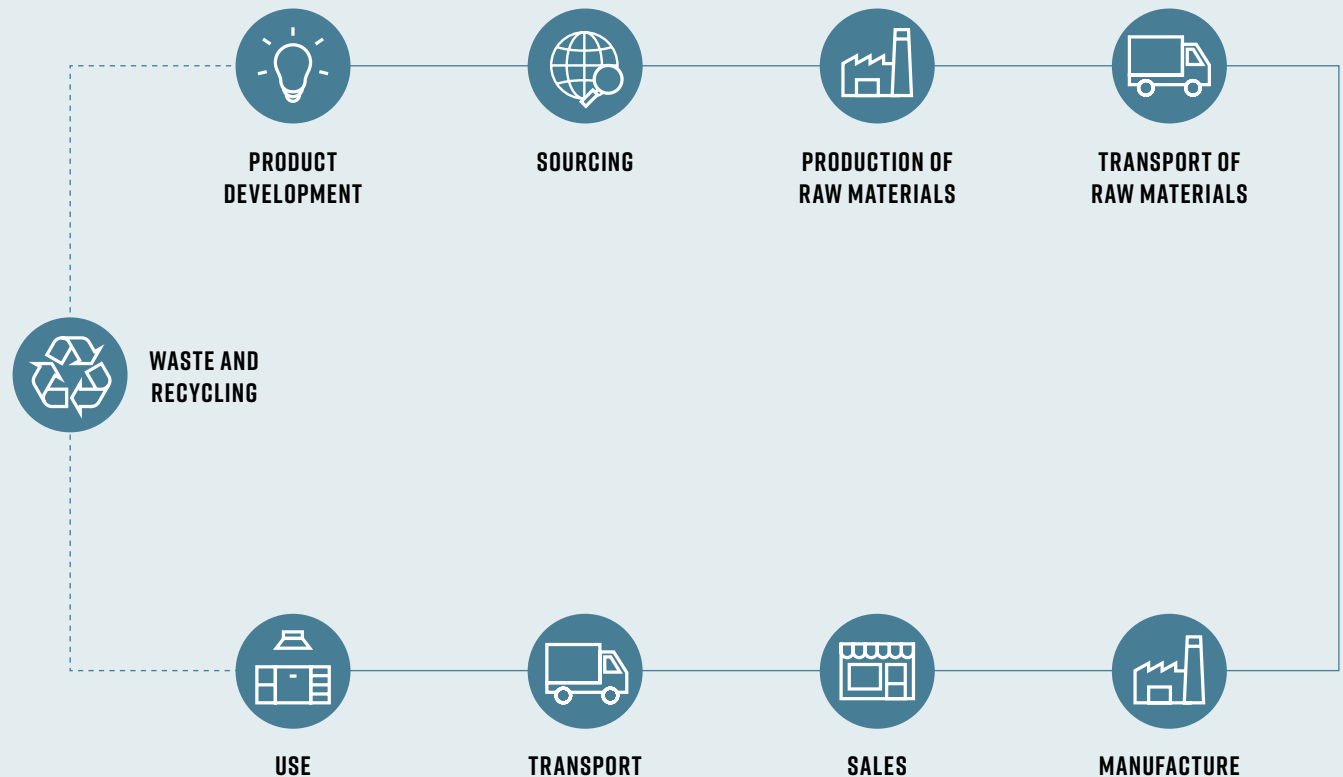 PRODUCT
DEVELOPMENT
SOURCING
PRODUCTION OF
RAW MATERIALS
TRANSPORT OF
RAW MATERIALS
WASTE AND
RECYCLING
USE
TRANSPORT
SALES
MANUFACTURE